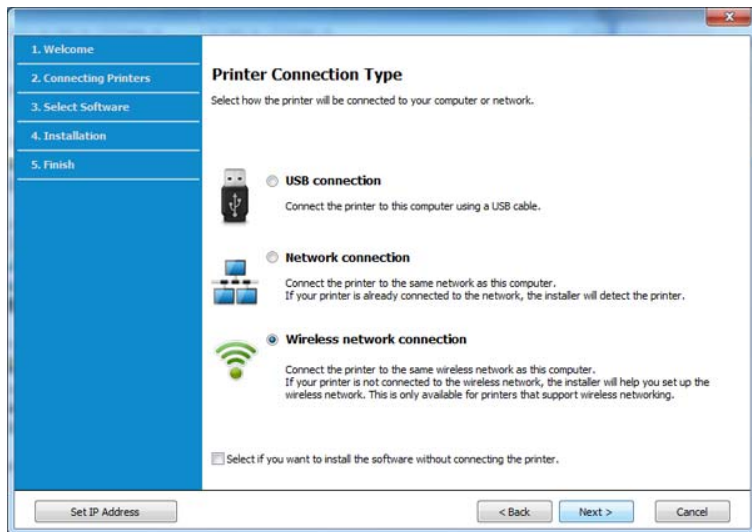 1. Welcome
2. Connecting Printers
3. Select Software
4. Installation
5. Finish
Printer Connection Type
Select how the printer will be connected to your computer or network.
USB connection
Connect the printer to this computer using a USB cable.
Network connection
Connect the printer to the same network as this computer.
If your printer is already connected to the network, the installer will detect the printer.
Wireless network connection
Connect the printer to the same wireless network as this computer.
If your printer is not connected to the wireless network, the installer will help you set up the
wireless network. This is only available for printers that support wireless networking.
Select if you want to install the software without connecting the printer.
Set IP Address
< Back
Next >
Cancel